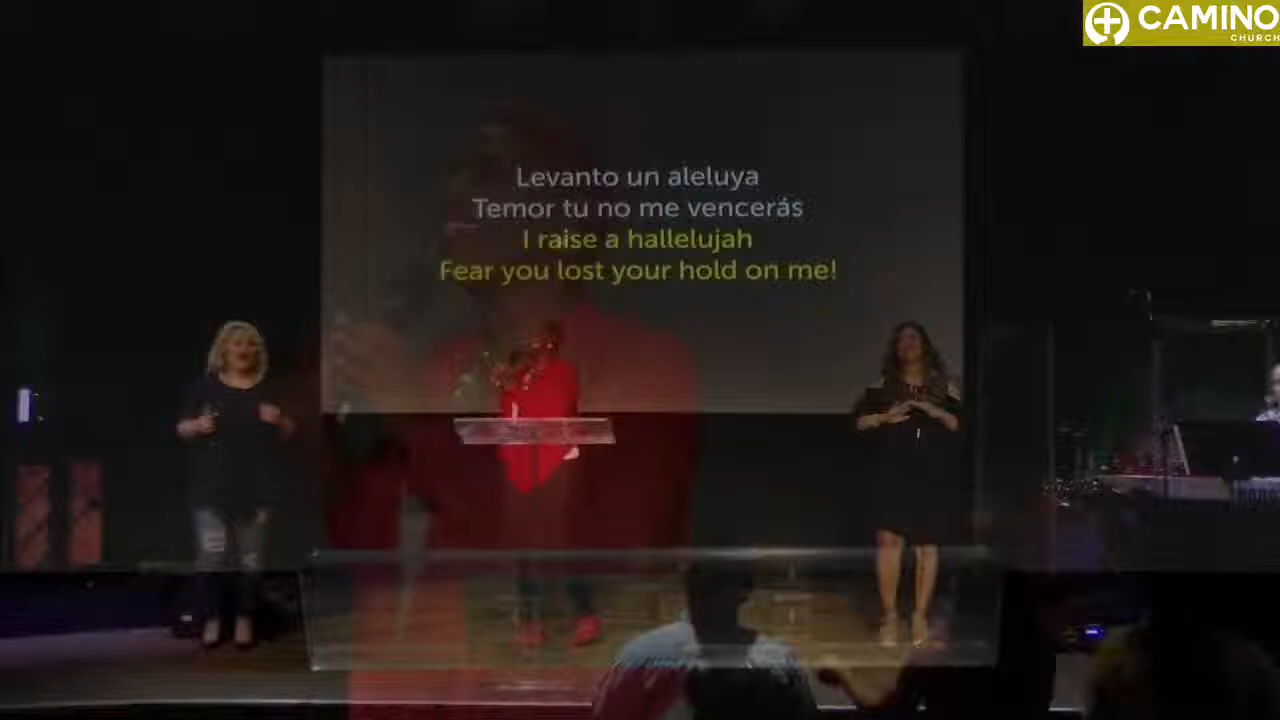 CAMINO
CHURCH
Levanto un aleluya
Temor tu no me vencerás
I raise a hallelujah
Fear you lost your hold on me!